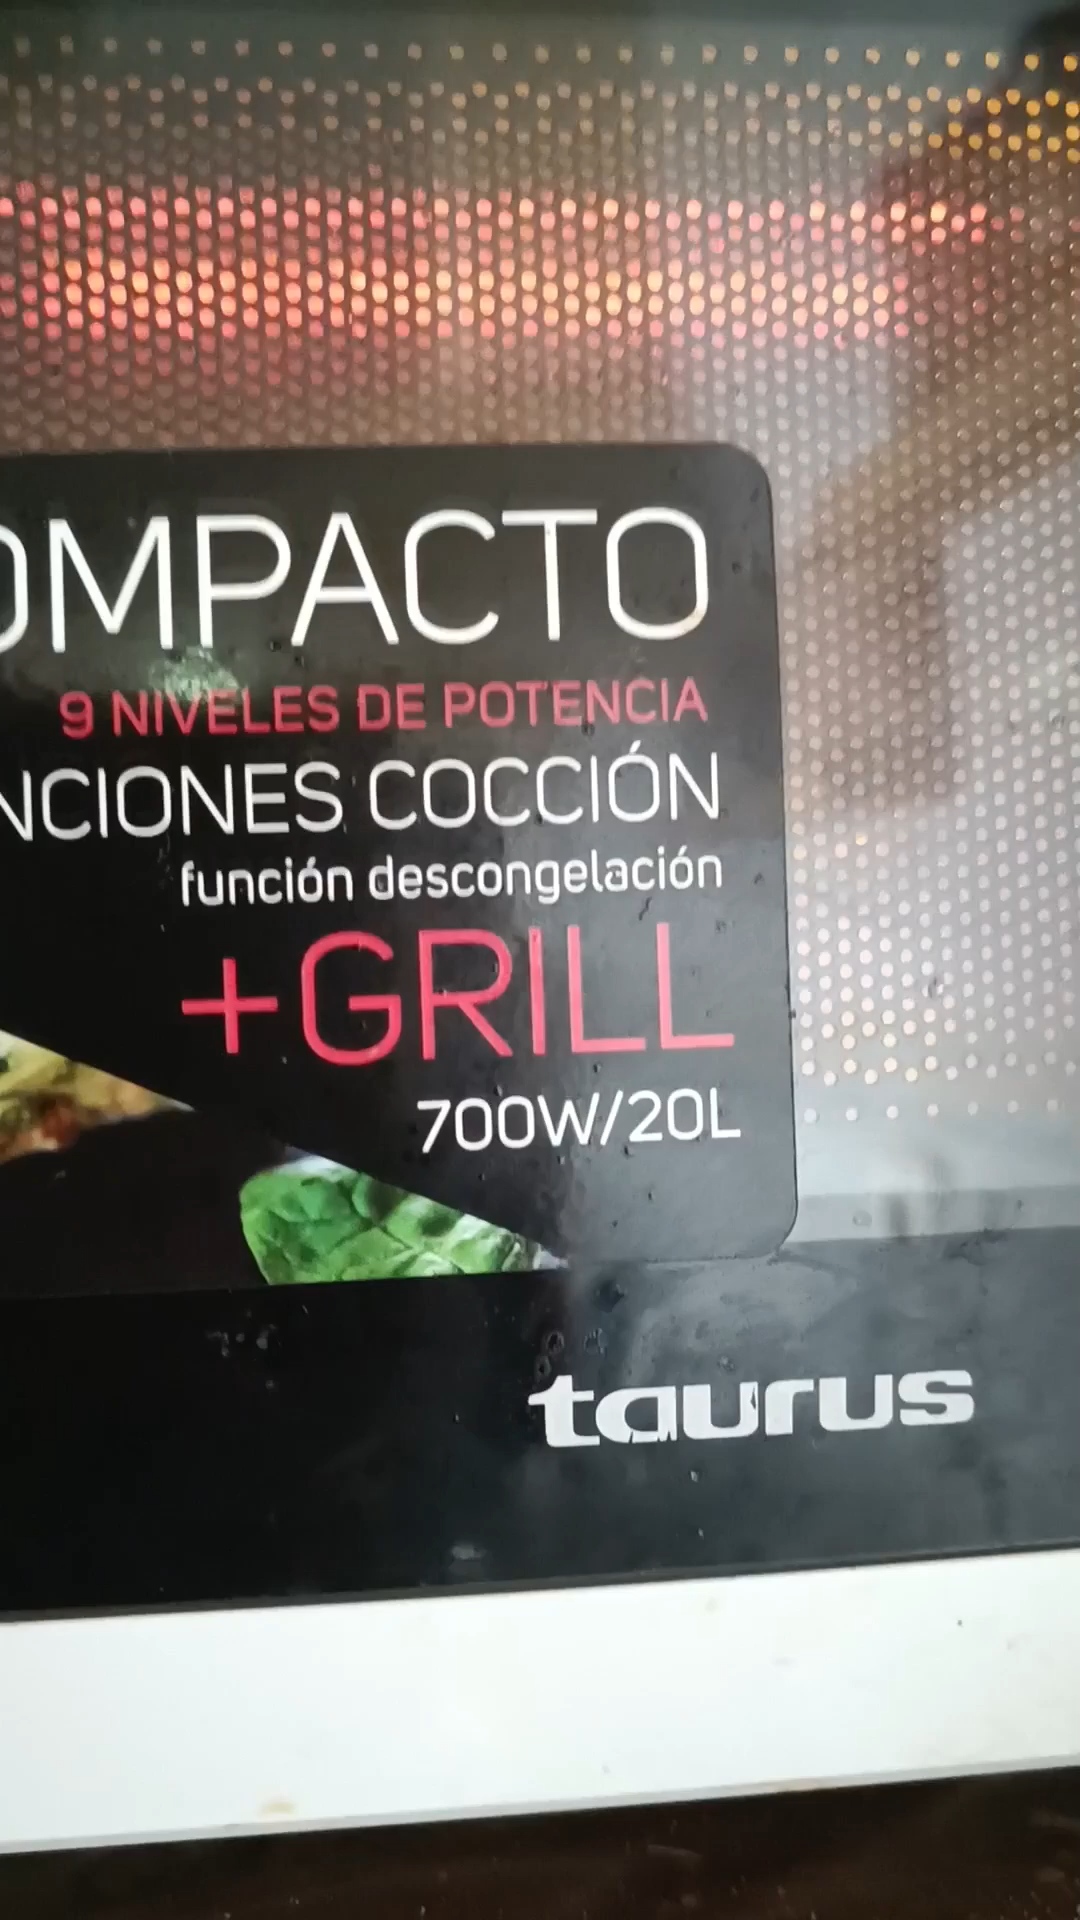 OMPACTO
9 NIVELES DE POTENCIA
NCIONES COCCIÓN
función descongelación
+GRILL
700W/20L
taurus